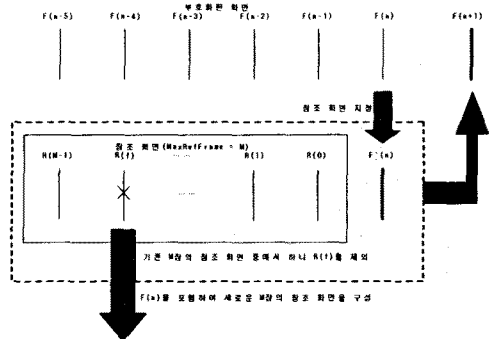 부호화된 화면
F(n-5) F(n-4) F(n-3) F(n-2) F(n-1) F(n) F(n+1)
참조 화면 지정
참조 화면(MaxRefFrame = M)
R(M-1) R(f) ...... R(1) R(0) F'(n)
......
기존 M장의 참조 화면 중에서 하나 R(f)를 제외
F(n)를 포함하여 새로운 M장의 참조 화면을 구성